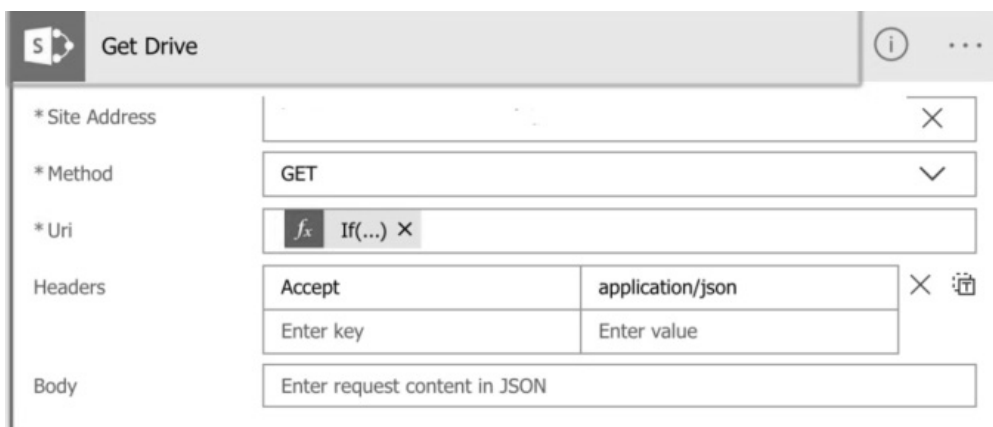 S Get Drive
* Site Address
* Method GET
* Uri fx If(...)
Headers Accept application/json
Enter key Enter value
Body Enter request content in JSON